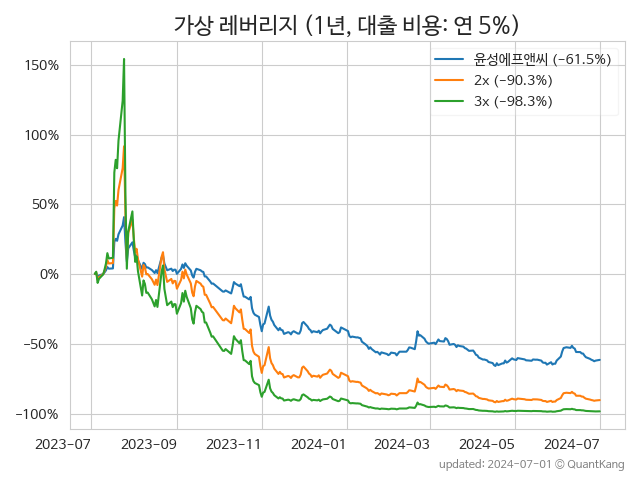 가상 레버리지 (1년, 대출 비용: 연 5%)
윤성에프앤씨 (−61.5%)
2x (−90.3%)
3x (−98.3%)
150%
100%
50%
0%
−50%
−100%
2023-07
2023-09
2023-11
2024-01
2024-03
2024-05
2024-07
updated: 2024-07-01 © QuantKang